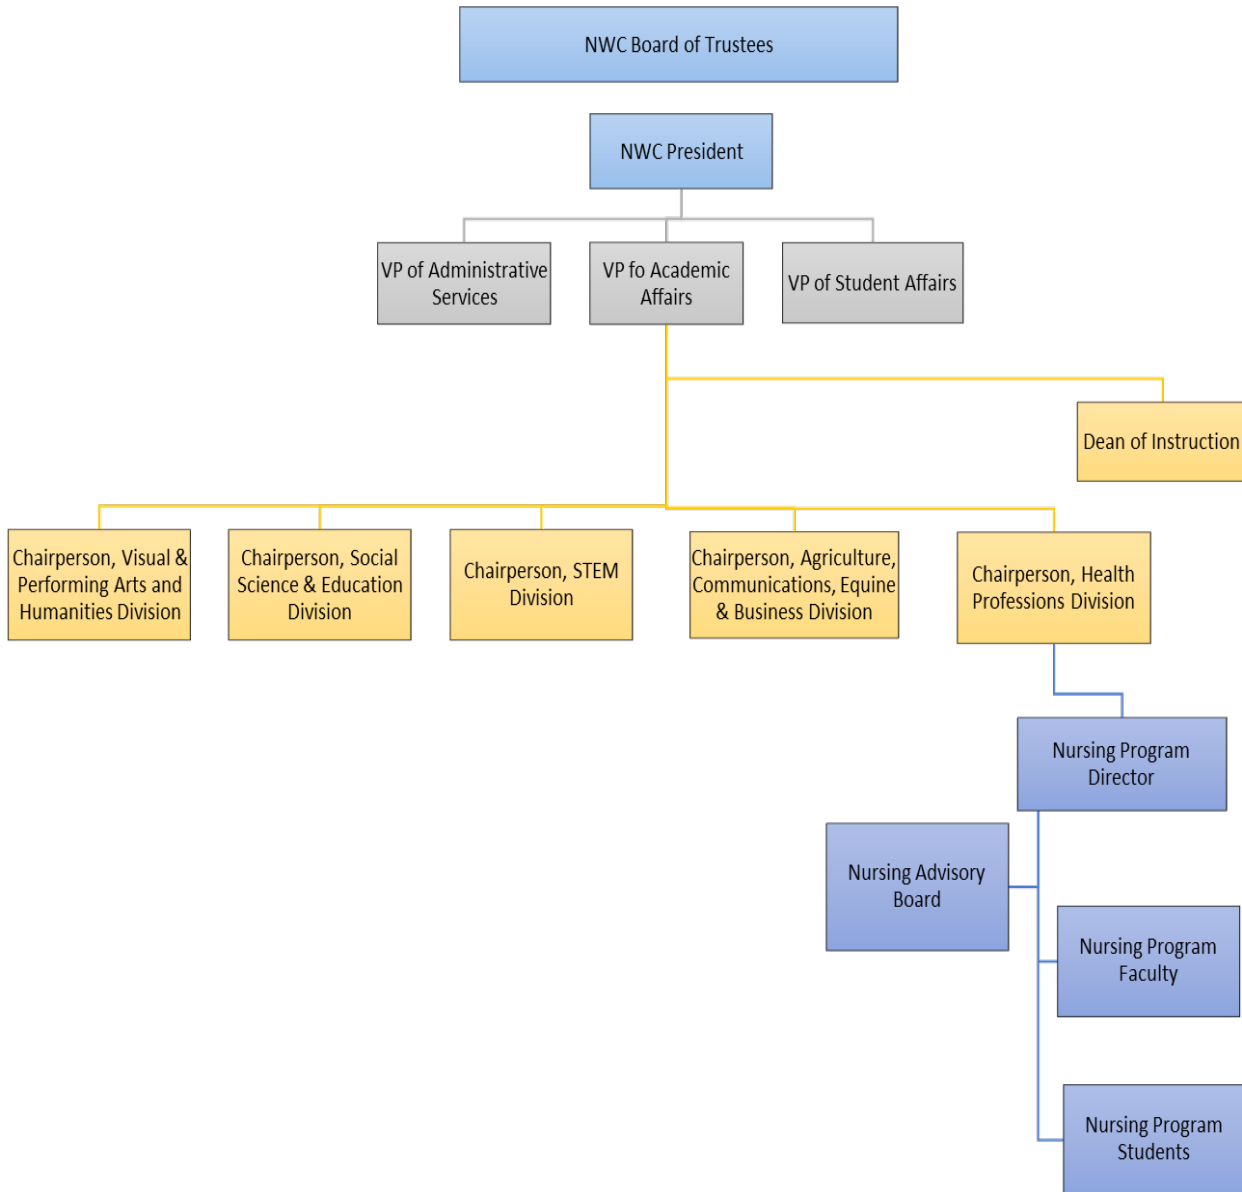 NWC Board of Trustees
NWC President
VP of Administrative
Services
VP fo Academic
Affairs
VP of Student Affairs
Dean of Instruction
Chairperson, Visual &
Performing Arts and
Humanities Division
Chairperson, Social
Science & Education
Division
Chairperson, STEM
Division
Chairperson, Agriculture,
Communications, Equine
& Business Division
Chairperson, Health
Professions Division
Nursing Program
Director
Nursing Advisory
Board
Nursing Program
Faculty
Nursing Program
Students